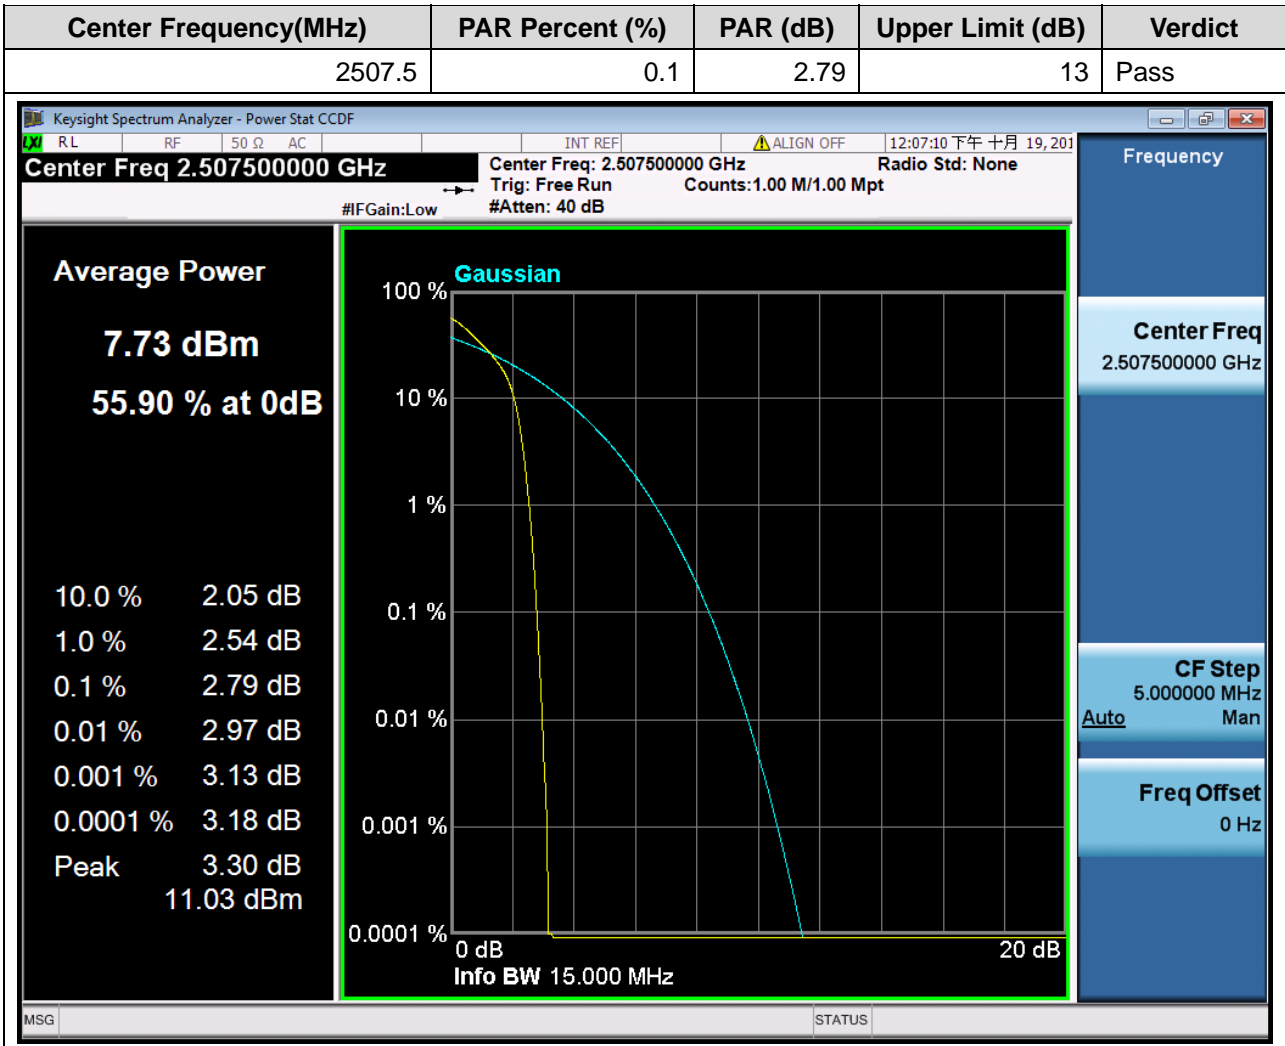 Center Frequency(MHz) PAR Percent (%) PAR (dB) Upper Limit (dB) Verdict
2507.5 0.1 2.79 13 Pass
Keysight Spectrum Analyzer - Power Stat CCDF
LXI RL RF 50 Ω AC INT REF ALIGN OFF 12:07:10 下午 十月 19, 201
Center Freq 2.507500000 GHz
Center Freq: 2.507500000 GHz Radio Std: None
Trig: Free Run Counts:1.00 M/1.00 Mpt
#IFGain:Low #Atten: 40 dB
Frequency
Average Power
7.73 dBm
55.90 % at 0dB
10.0 % 2.05 dB
1.0 % 2.54 dB
0.1 % 2.79 dB
0.01 % 2.97 dB
0.001 % 3.13 dB
0.0001 % 3.18 dB
Peak 3.30 dB
11.03 dBm
Gaussian
100 %
10 %
1 %
0.1 %
0.01 %
0.001 %
0.0001 %
0 dB 20 dB
Info BW 15.000 MHz
Center Freq
2.507500000 GHz
CF Step
5.000000 MHz
Auto Man
Freq Offset
0 Hz
MSG STATUS